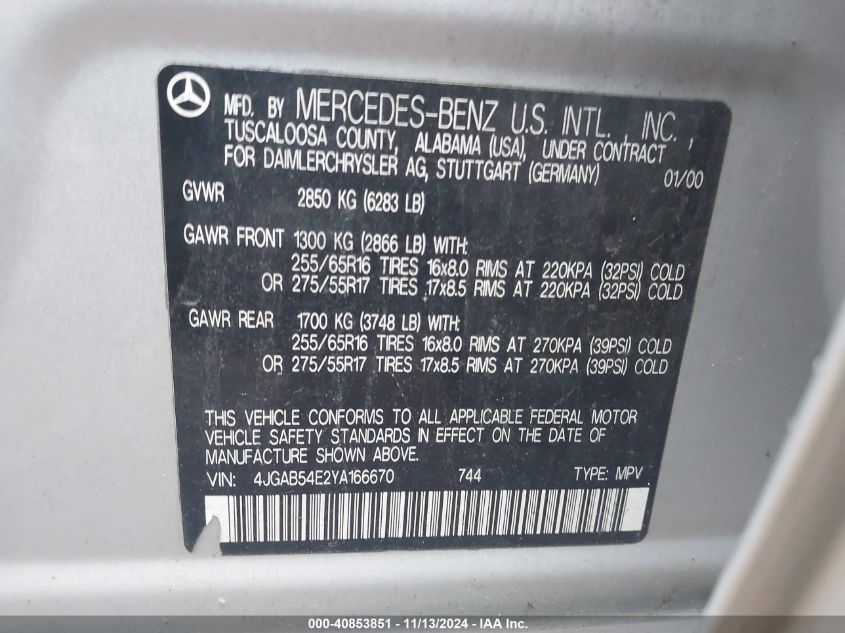 MFD. BY MERCEDES-BENZ U.S. INTL. , INC. ,
TUSCALOOSA COUNTY, ALABAMA (USA), UNDER CONTRACT
FOR DAIMLERCHRYSLER AG, STUTTGART (GERMANY) 01/00
GVWR 2850 KG (6283 LB)
GAWR FRONT 1300 KG (2866 LB) WITH:
255/65R16 TIRES 16x8.0 RIMS AT 220KPA (32PSI) COLD
OR 275/55R17 TIRES 17x8.5 RIMS AT 220KPA (32PSI) COLD
GAWR REAR 1700 KG (3748 LB) WITH:
255/65R16 TIRES 16x8.0 RIMS AT 270KPA (39PSI) COLD
OR 275/55R17 TIRES 17x8.5 RIMS AT 270KPA (39PSI) COLD
THIS VEHICLE CONFORMS TO ALL APPLICABLE FEDERAL MOTOR
VEHICLE SAFETY STANDARDS IN EFFECT ON THE DATE OF
MANUFACTURE SHOWN ABOVE.
VIN: 4JGAB54E2YA166670 744 TYPE: MPV
000-40853851 - 11/13/2024 - IAA Inc.